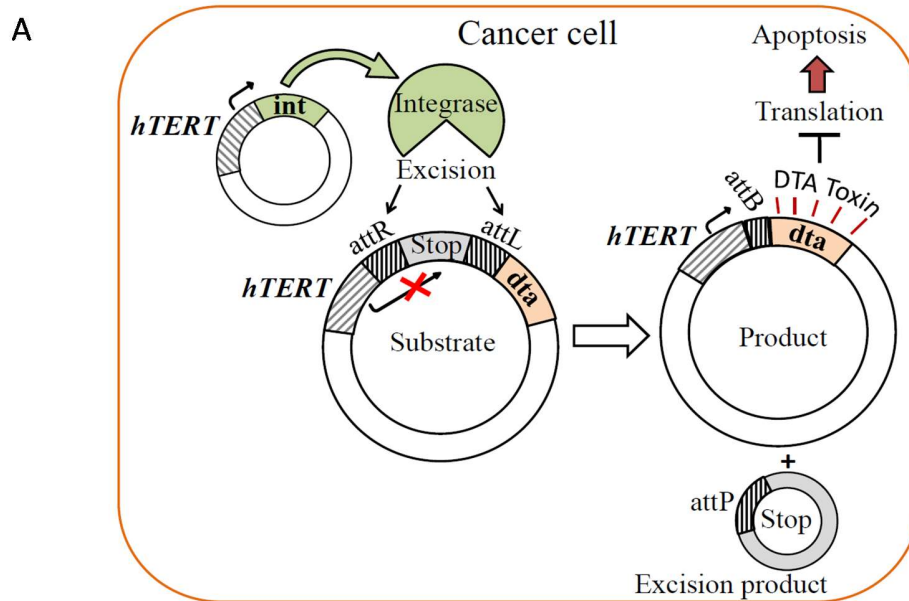 A
Cancer cell
hTERT
int
Integrase
Excision
attR
Stop
attL
hTERT
dta
Substrate
Apoptosis
Translation
DTA Toxin
attB
hTERT
dta
Product
+
attP
Stop
Excision product